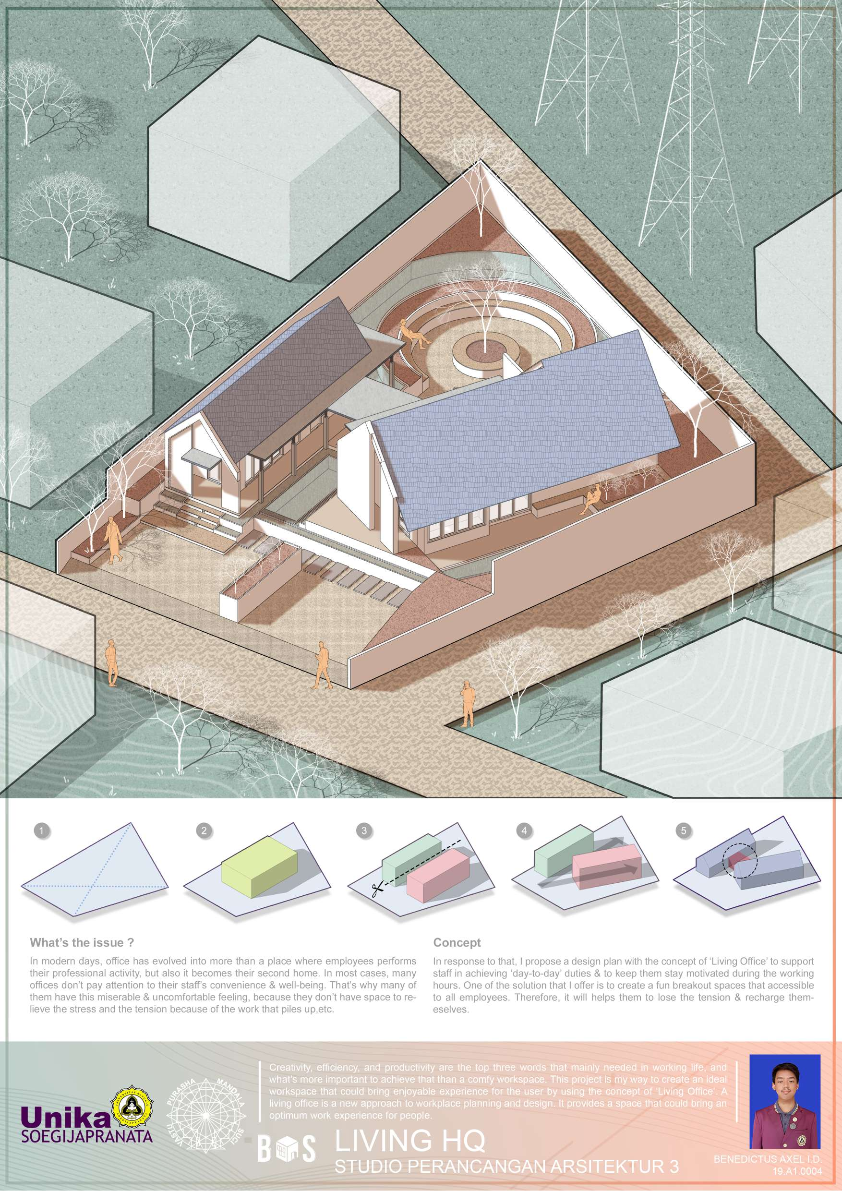 1
2
3
4
5
What's the issue ?
In modern days, office has evolved into more than a place where employees performs
their professional activity, but also it becomes their second home. In most cases, many
offices don't pay attention to their staff's convenience & well-being. That's why many of
them have this miserable & uncomfortable feeling, because they don't have space to re-
lieve the stress and the tension because of the work that piles up,etc.
Concept
In response to that, I propose a design plan with the concept of 'Living Office' to support
staff in achieving 'day-to-day' duties & to keep them stay motivated during the working
hours. One of the solution that I offer is to create a fun breakout spaces that accessible
to all employees. Therefore, it will helps them to lose the tension & recharge them-
eselves.
Creativity, efficiency, and productivity are the top three words that mainly needed in working life, and
what's more important to achieve that than a comfy workspace. This project is my way to create an ideal
workspace that could bring enjoyable experience for the user by using the concept of 'Living Office'. A
living office is a new approach to workplace planning and design. It provides a space that could bring an
optimum work experience for people.
Unika
SOEGIJAPRANATA
LIVING HQ
STUDIO PERANCANGAN ARSITEKTUR 3
BENEDICTUS AXEL I.D
19.A1.0004